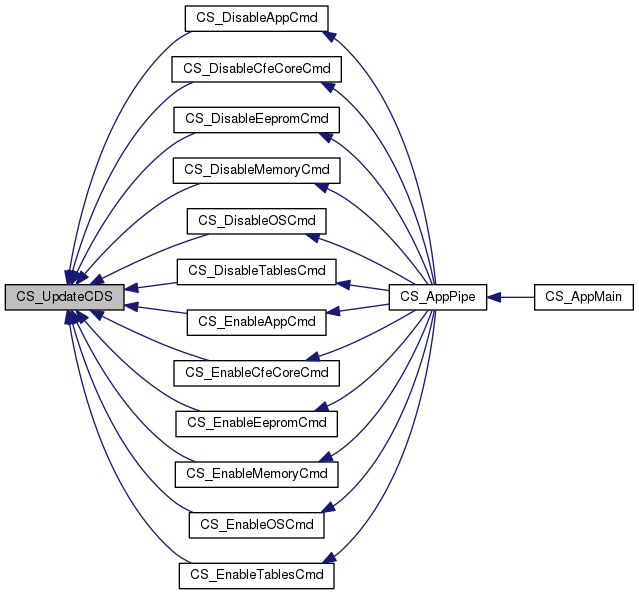 CS_DisableAppCmd
CS_DisableCfeCoreCmd
CS_DisableEepromCmd
CS_DisableMemoryCmd
CS_DisableOSCmd
CS_DisableTablesCmd
CS_UpdateCDS
CS_AppPipe
CS_AppMain
CS_EnableAppCmd
CS_EnableCfeCoreCmd
CS_EnableEepromCmd
CS_EnableMemoryCmd
CS_EnableOSCmd
CS_EnableTablesCmd